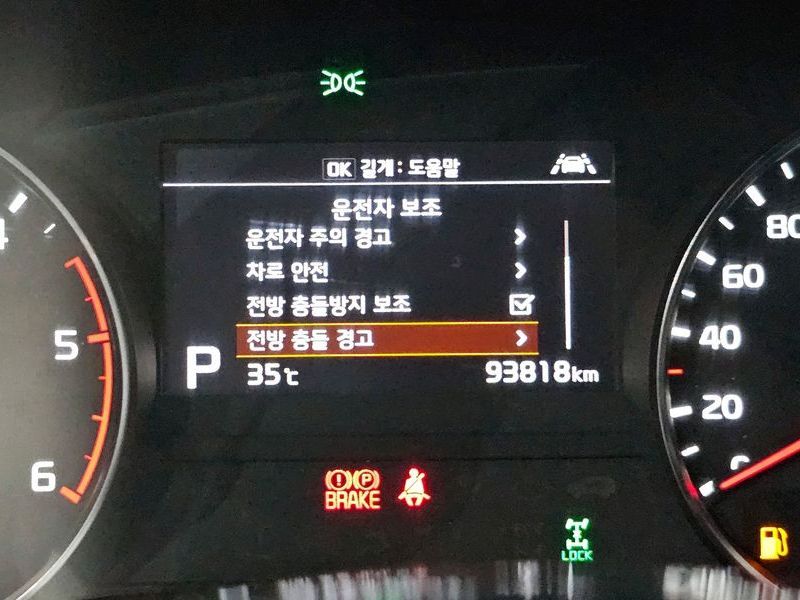 OK 길게 : 도움말
운전자 보조
운전자 주의 경고
차로 안전
전방 충돌방지 보조
전방 충돌 경고
P 35℃ 93818km
5
6
80
60
40
20
0
BRAKE
P
LOCK